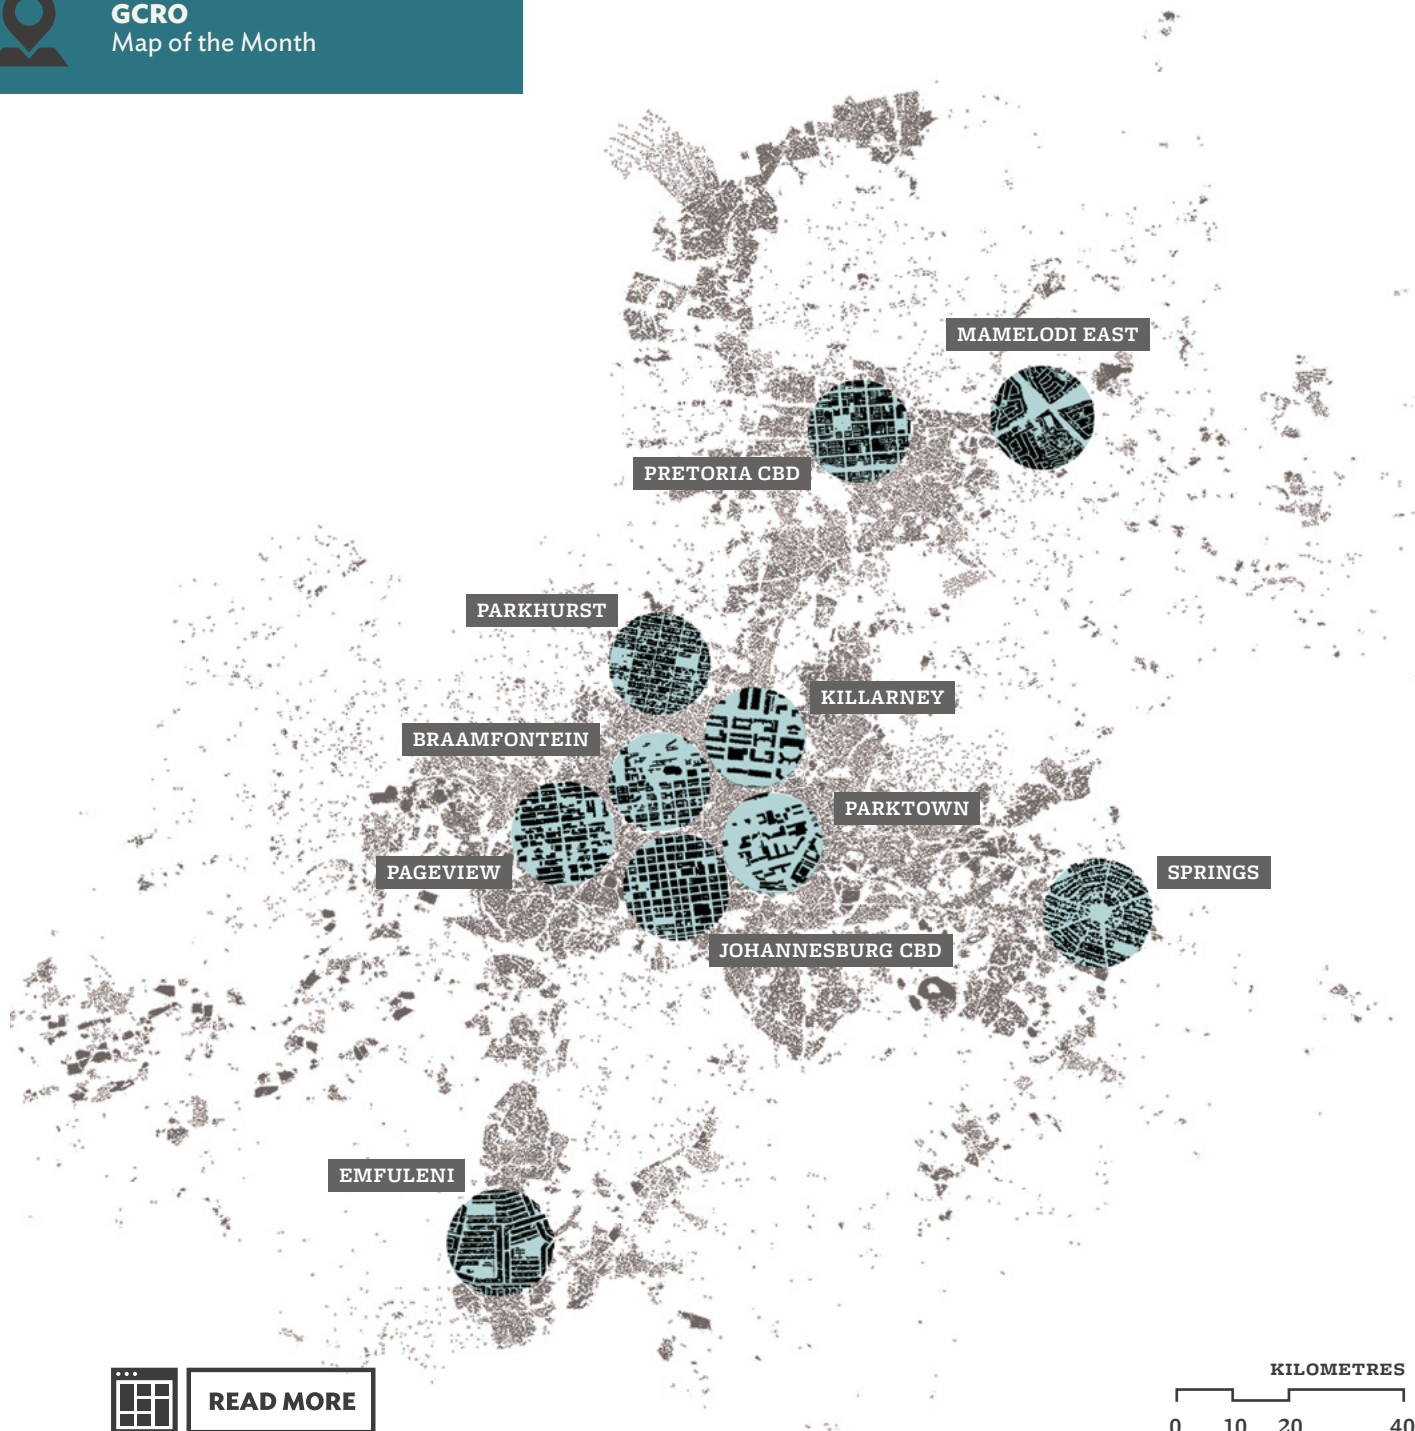 GCRO
Map of the Month
MAMELODI EAST
PRETORIA CBD
PARKHURST
KILLARNEY
BRAAMFONTEIN
PARKTOWN
PAGEVIEW
SPRINGS
JOHANNESBURG CBD
EMFULENI
KILOMETRES
READ MORE
0 10 20 40